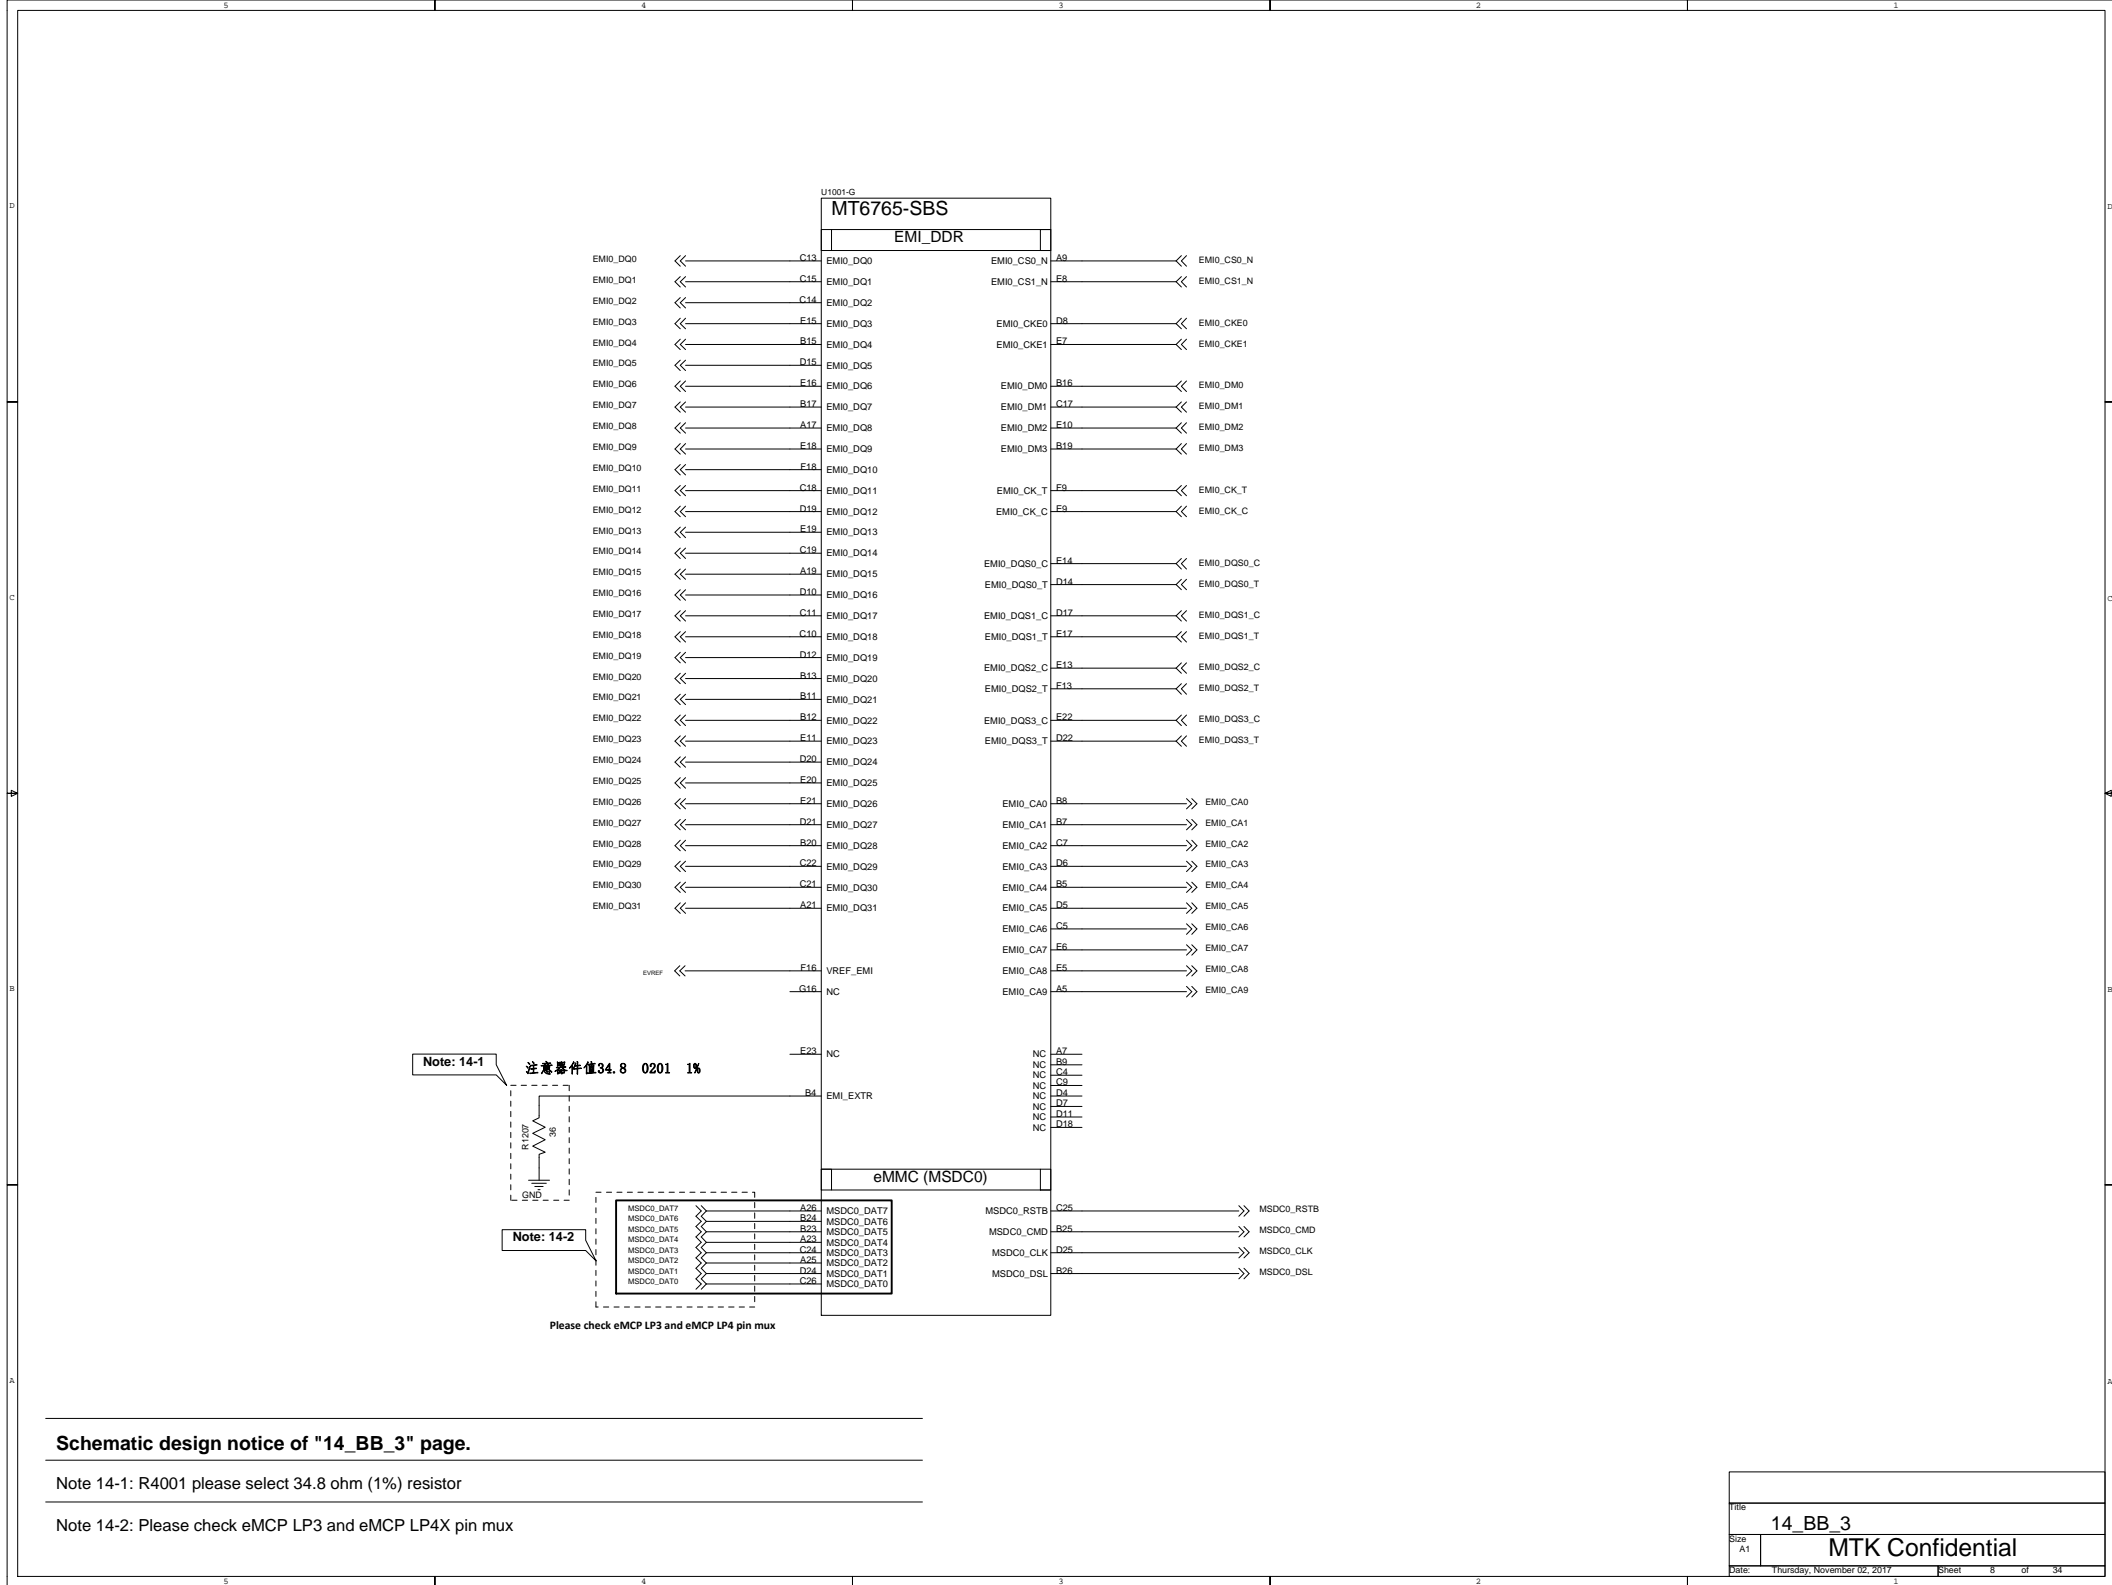 5 4 3 2 1
U1001-G
MT6765-SBS
EMI_DDR
EMI0_DQ0 C13 EMI0_DQ0 EMI0_CS0_N A9 EMI0_CS0_N
EMI0_DQ1 C15 EMI0_DQ1 EMI0_CS1_N E8 EMI0_CS1_N
EMI0_DQ2 C14 EMI0_DQ2
EMI0_DQ3 F15 EMI0_DQ3 EMI0_CKE0 D8 EMI0_CKE0
EMI0_DQ4 B15 EMI0_DQ4 EMI0_CKE1 E7 EMI0_CKE1
EMI0_DQ5 D15 EMI0_DQ5
EMI0_DQ6 E16 EMI0_DQ6 EMI0_DM0 B16 EMI0_DM0
EMI0_DQ7 B17 EMI0_DQ7 EMI0_DM1 C17 EMI0_DM1
EMI0_DQ8 A17 EMI0_DQ8 EMI0_DM2 E10 EMI0_DM2
EMI0_DQ9 E18 EMI0_DQ9 EMI0_DM3 B19 EMI0_DM3
EMI0_DQ10 F18 EMI0_DQ10
EMI0_DQ11 C18 EMI0_DQ11 EMI0_CK_T EMI0_CK_T
EMI0_DQ12 D19 EMI0_DQ12 EMI0_CK_C EMI0_CK_C
EMI0_DQ13 E19 EMI0_DQ13
EMI0_DQ14 C19 EMI0_DQ14 EMI0_DQS0_C E14 EMI0_DQS0_C
EMI0_DQ15 A19 EMI0_DQ15 EMI0_DQS0_T D14 EMI0_DQS0_T
EMI0_DQ16 D10 EMI0_DQ16
EMI0_DQ17 C11 EMI0_DQ17 EMI0_DQS1_C D17 EMI0_DQS1_C
EMI0_DQ18 C10 EMI0_DQ18 EMI0_DQS1_T E17 EMI0_DQS1_T
EMI0_DQ19 D12 EMI0_DQ19 EMI0_DQS2_C EMI0_DQS2_C
EMI0_DQ20 B13 EMI0_DQ20 EMI0_DQS2_T EMI0_DQS2_T
EMI0_DQ21 B11 EMI0_DQ21
EMI0_DQ22 B12 EMI0_DQ22 EMI0_DQS3_C E22 EMI0_DQS3_C
EMI0_DQ23 E11 EMI0_DQ23 EMI0_DQS3_T D22 EMI0_DQS3_T
EMI0_DQ24 D20 EMI0_DQ24
EMI0_DQ25 E20 EMI0_DQ25
EMI0_DQ26 E21 EMI0_DQ26 EMI0_CA0 B8 EMI0_CA0
EMI0_DQ27 D21 EMI0_DQ27 EMI0_CA1 B7 EMI0_CA1
EMI0_DQ28 B20 EMI0_DQ28 EMI0_CA2 C7 EMI0_CA2
EMI0_DQ29 C22 EMI0_DQ29 EMI0_CA3 D6 EMI0_CA3
EMI0_DQ30 C21 EMI0_DQ30 EMI0_CA4 B5 EMI0_CA4
EMI0_DQ31 A21 EMI0_DQ31 EMI0_CA5 D5 EMI0_CA5
EMI0_CA6 C5 EMI0_CA6
EMI0_CA7 E6 EMI0_CA7
EVREF F16 VREF_EMI EMI0_CA8 E5 EMI0_CA8
G16 NC EMI0_CA9 A5 EMI0_CA9
E23 NC NC A7
NC B9
NC C4
NC C9
NC D4
NC D7
NC D11
NC D18
Note: 14-1
注意器件值34.8 0201 1%
B4 EMI_EXTR
R1207 36
GND
eMMC (MSDC0)
MSDC0_DAT7 A26 MSDC0_DAT7 MSDC0_RSTB C25 MSDC0_RSTB
MSDC0_DAT6 B24 MSDC0_DAT6
MSDC0_DAT5 B23 MSDC0_DAT5 MSDC0_CMD B25 MSDC0_CMD
MSDC0_DAT4 A23 MSDC0_DAT4
MSDC0_DAT3 C24 MSDC0_DAT3 MSDC0_CLK D25 MSDC0_CLK
MSDC0_DAT2 A25 MSDC0_DAT2
MSDC0_DAT1 D24 MSDC0_DAT1 MSDC0_DSL B26 MSDC0_DSL
MSDC0_DAT0 C26 MSDC0_DAT0
Note: 14-2
Please check eMCP LP3 and eMCP LP4 pin mux
Schematic design notice of "14_BB_3" page.
Note 14-1: R4001 please select 34.8 ohm (1%) resistor
Note 14-2: Please check eMCP LP3 and eMCP LP4X pin mux
Title
14_BB_3
Size
A1
MTK Confidential
Date: Thursday, November 02, 2017 Sheet 8 of 34
D D
C C
B B
A A
5 4 3 2 1